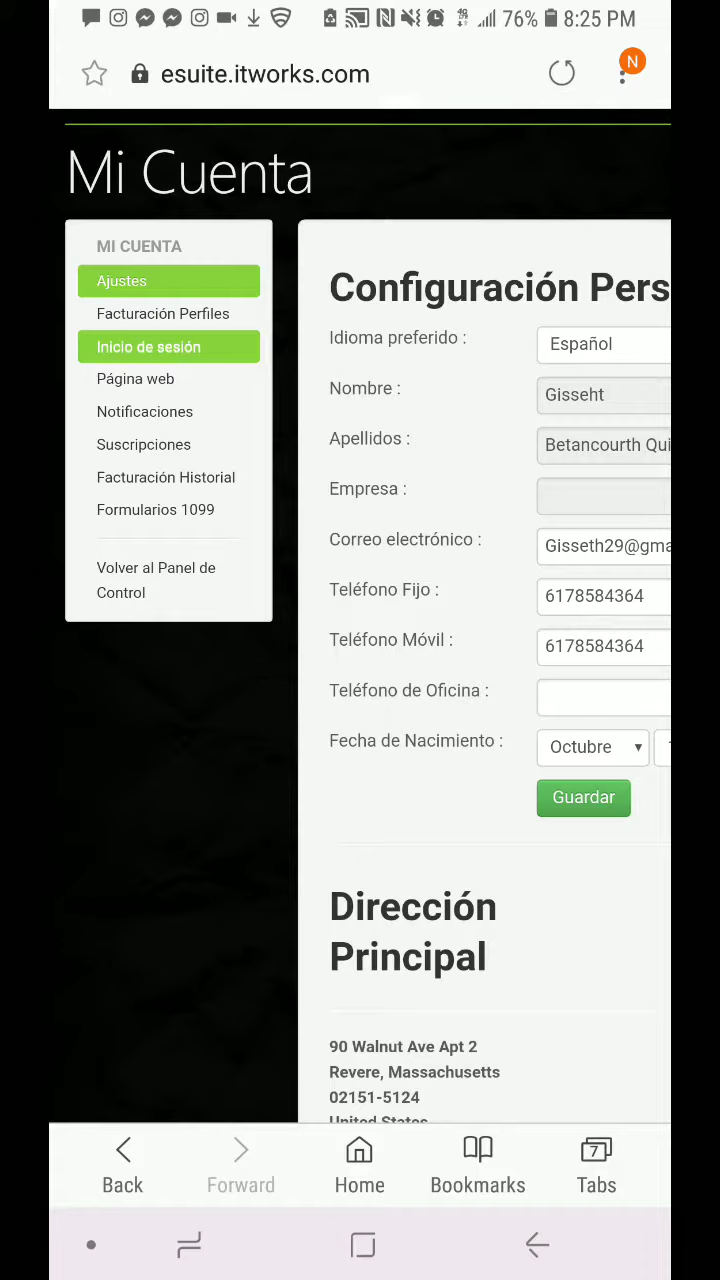 76% 8:25 PM
esuite.itworks.com
N
Mi Cuenta
MI CUENTA
Ajustes
Facturación Perfiles
Inicio de sesión
Página web
Notificaciones
Suscripciones
Facturación Historial
Formularios 1099
Volver al Panel de
Control
Configuración Pers
Idioma preferido : Español
Nombre : Gisseht
Apellidos : Betancourth Qui
Empresa :
Correo electrónico : Gisseth29@gma
Teléfono Fijo : 6178584364
Teléfono Móvil : 6178584364
Teléfono de Oficina :
Fecha de Nacimiento : Octubre
Guardar
Dirección
Principal
90 Walnut Ave Apt 2
Revere, Massachusetts
02151-5124
United States
Back Forward Home Bookmarks 7 Tabs